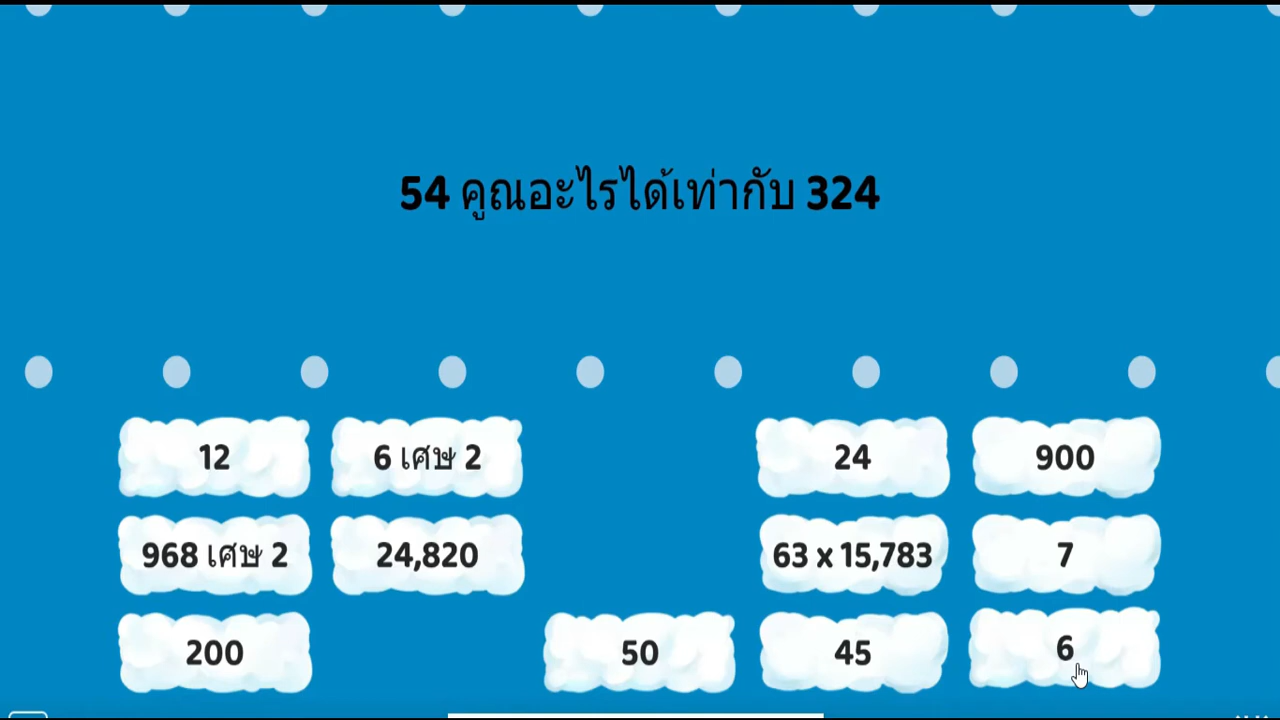 54 คูณอะไรได้เท่ากับ 324
12
6 เศษ 2
24
900
968 เศษ 2
24,820
63 x 15,783
7
200
50
45
6